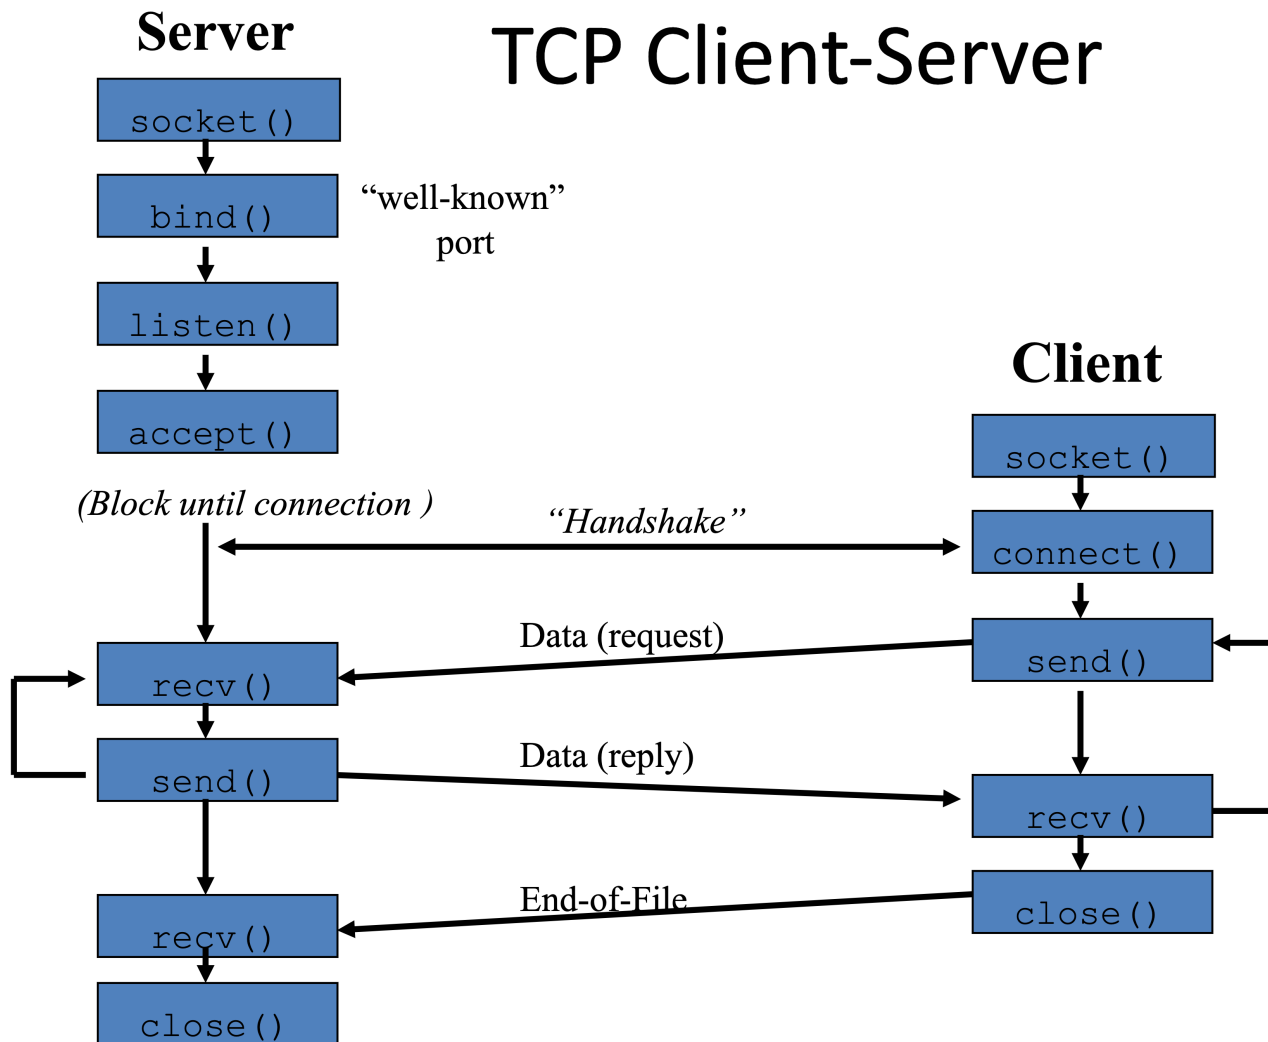 Server
TCP Client-Server
socket()
bind()
“well-known”
port
listen()
accept()
(Block until connection )
Client
socket()
“Handshake”
connect()
Data (request)
send()
recv()
Data (reply)
send()
recv()
End-of-File
close()
recv()
close()